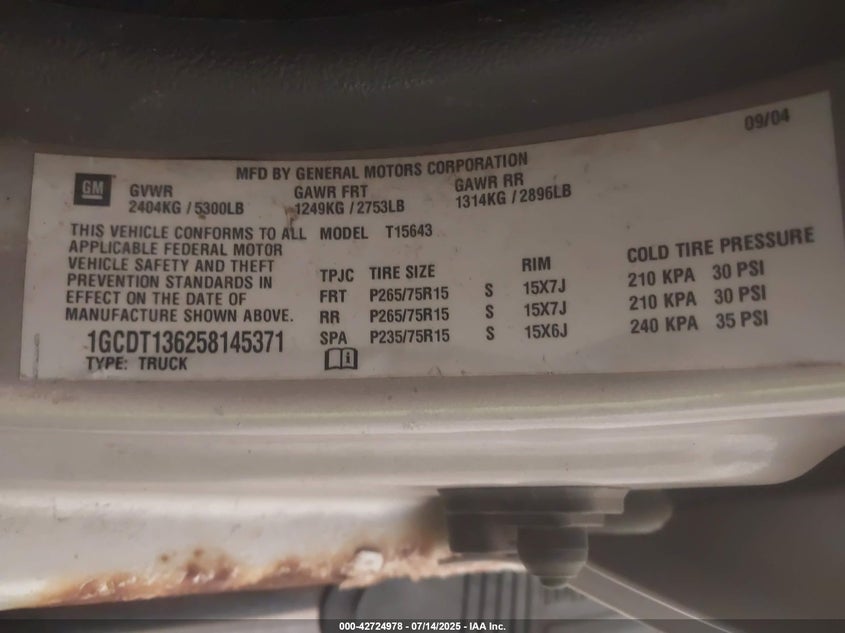 09/04
MFD BY GENERAL MOTORS CORPORATION
GM
GVWR GAWR FRT GAWR RR
2404KG / 5300LB 1249KG / 2753LB 1314KG / 2896LB
THIS VEHICLE CONFORMS TO ALL
APPLICABLE FEDERAL MOTOR
VEHICLE SAFETY AND THEFT
PREVENTION STANDARDS IN
EFFECT ON THE DATE OF
MANUFACTURE SHOWN ABOVE.
1GCDT136258145371
TYPE: TRUCK
MODEL T15643
TPJC TIRE SIZE RIM COLD TIRE PRESSURE
FRT P265/75R15 S 15X7J 210 KPA 30 PSI
RR P265/75R15 S 15X7J 210 KPA 30 PSI
SPA P235/75R15 S 15X6J 240 KPA 35 PSI
000-42724978 - 07/14/2025 - © IAA Inc.